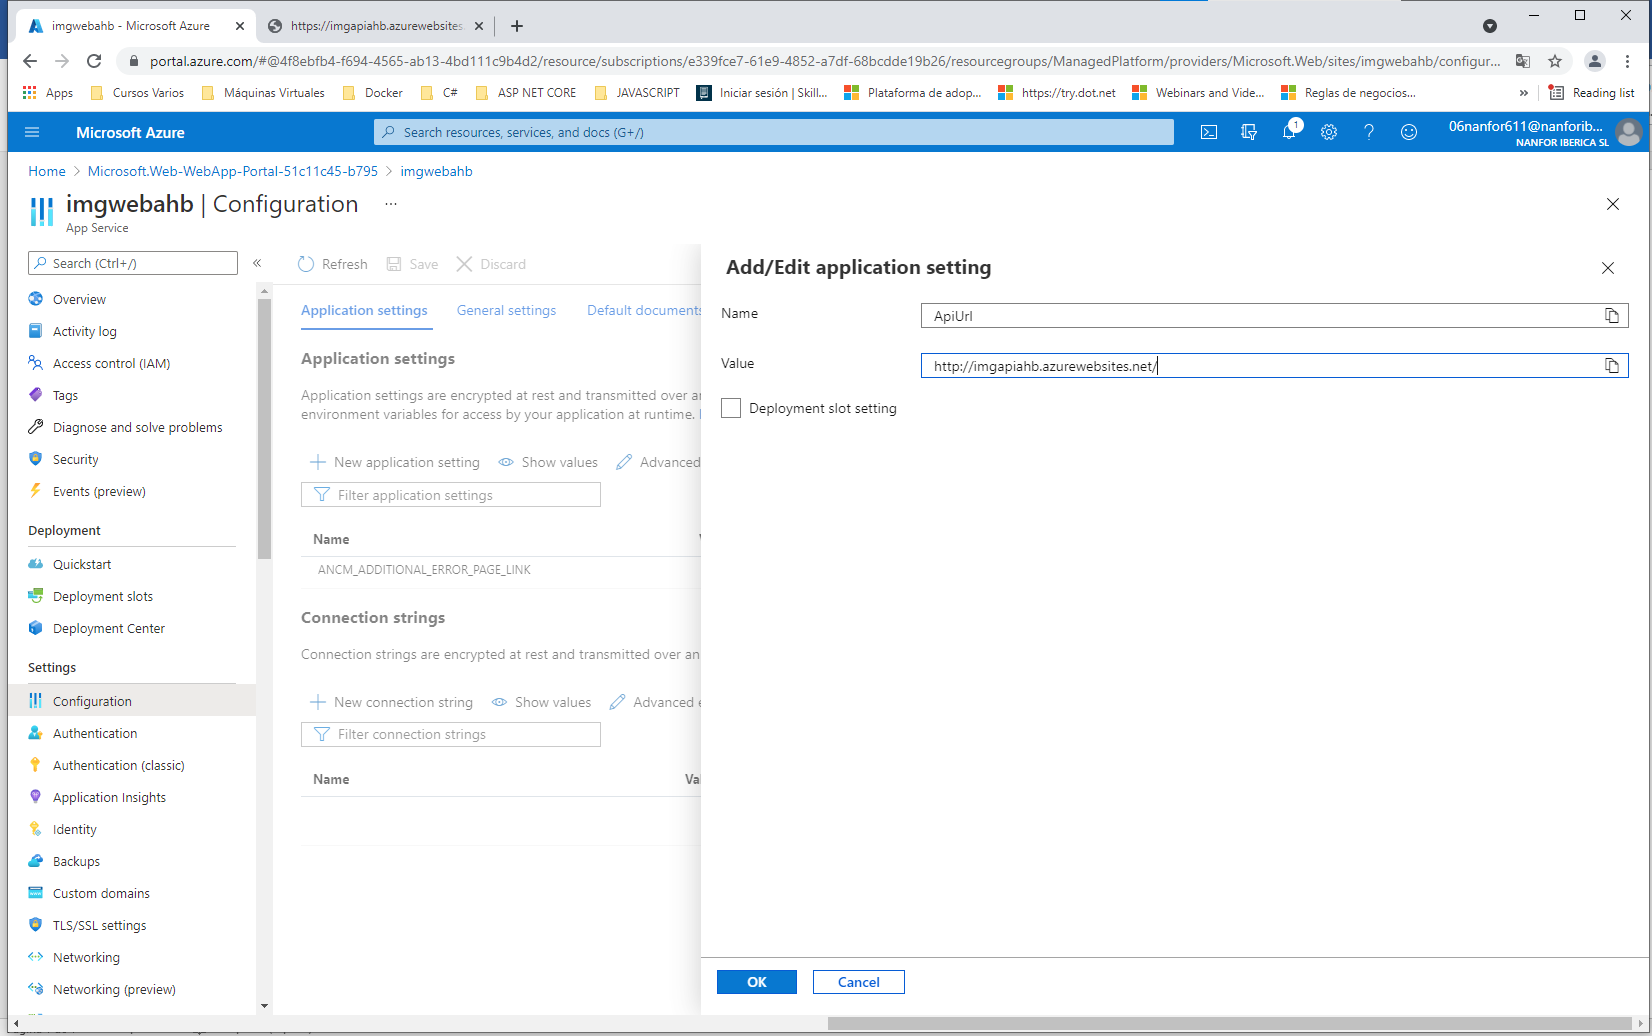 imgwebahb - Microsoft Azure
https://imgapiahb.azurewebsites.
portal.azure.com/#@4f8ebfb4-f694-4565-ab13-4bd111c9b4d2/resource/subscriptions/e339fce7-61e9-4852-a7df-68bcdde19b26/resourcegroups/ManagedPlatform/providers/Microsoft.Web/sites/imgwebahb/configur...
Apps Cursos Varios Máquinas Virtuales Docker C# ASP NET CORE JAVASCRIPT Iniciar sesión | Skill... Plataforma de adop... https://try.dot.net Webinars and Vide... Reglas de negocios... » Reading list
Microsoft Azure
Search resources, services, and docs (G+/)
1
06nanfor611@nanforib...
NANFOR IBERICA SL
Home > Microsoft.Web-WebApp-Portal-51c11c45-b795 > imgwebahb
imgwebahb | Configuration ...
App Service
Search (Ctrl+/)
«
Overview
Activity log
Access control (IAM)
Tags
Diagnose and solve problems
Security
Events (preview)
Deployment
Quickstart
Deployment slots
Deployment Center
Settings
Configuration
Authentication
Authentication (classic)
Application Insights
Identity
Backups
Custom domains
TLS/SSL settings
Networking
Networking (preview)
Refresh Save Discard
Application settings General settings Default documents
Application settings
Application settings are encrypted at rest and transmitted over an
environment variables for access by your application at runtime.
New application setting Show values Advanced
Filter application settings
Name
ANCM_ADDITIONAL_ERROR_PAGE_LINK
Connection strings
Connection strings are encrypted at rest and transmitted over an
New connection string Show values Advanced e
Filter connection strings
Name Va
Add/Edit application setting
Name
ApiUrl
Value
http://imgapiahb.azurewebsites.net/
Deployment slot setting
OK Cancel